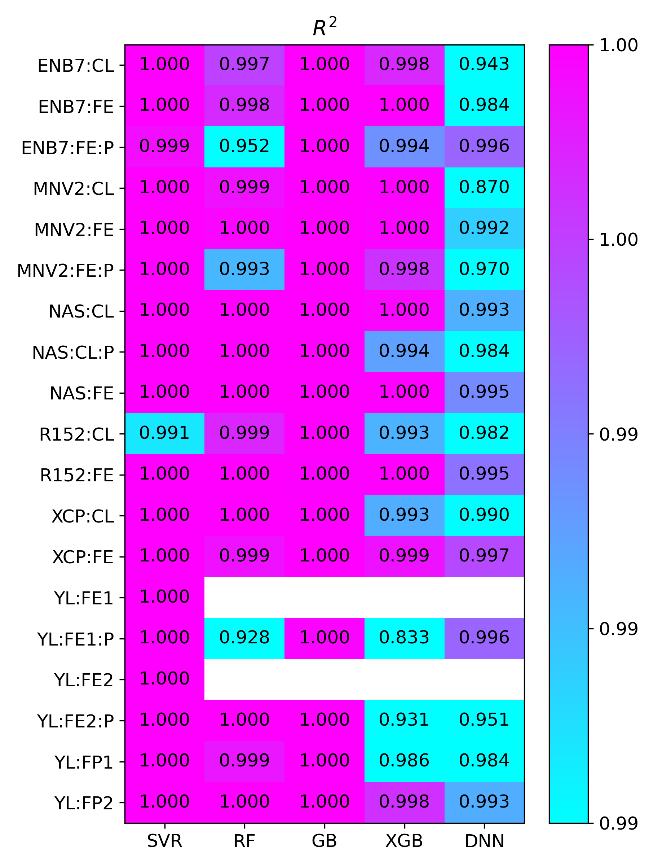 R²
ENB7:CL 1.000 0.997 1.000 0.998 0.943 1.00
ENB7:FE 1.000 0.998 1.000 1.000 0.984
ENB7:FE:P 0.999 0.952 1.000 0.994 0.996
MNV2:CL 1.000 0.999 1.000 1.000 0.870
MNV2:FE 1.000 1.000 1.000 1.000 0.992 1.00
MNV2:FE:P 1.000 0.993 1.000 0.998 0.970
NAS:CL 1.000 1.000 1.000 1.000 0.993
NAS:CL:P 1.000 1.000 1.000 0.994 0.984
NAS:FE 1.000 1.000 1.000 1.000 0.995
R152:CL 0.991 0.999 1.000 0.993 0.982 0.99
R152:FE 1.000 1.000 1.000 1.000 0.995
XCP:CL 1.000 1.000 1.000 0.993 0.990
XCP:FE 1.000 0.999 1.000 0.999 0.997
YL:FE1 1.000
YL:FE1:P 1.000 0.928 1.000 0.833 0.996 0.99
YL:FE2 1.000
YL:FE2:P 1.000 1.000 1.000 0.931 0.951
YL:FP1 1.000 0.999 1.000 0.986 0.984
YL:FP2 1.000 1.000 1.000 0.998 0.993 0.99
SVR RF GB XGB DNN